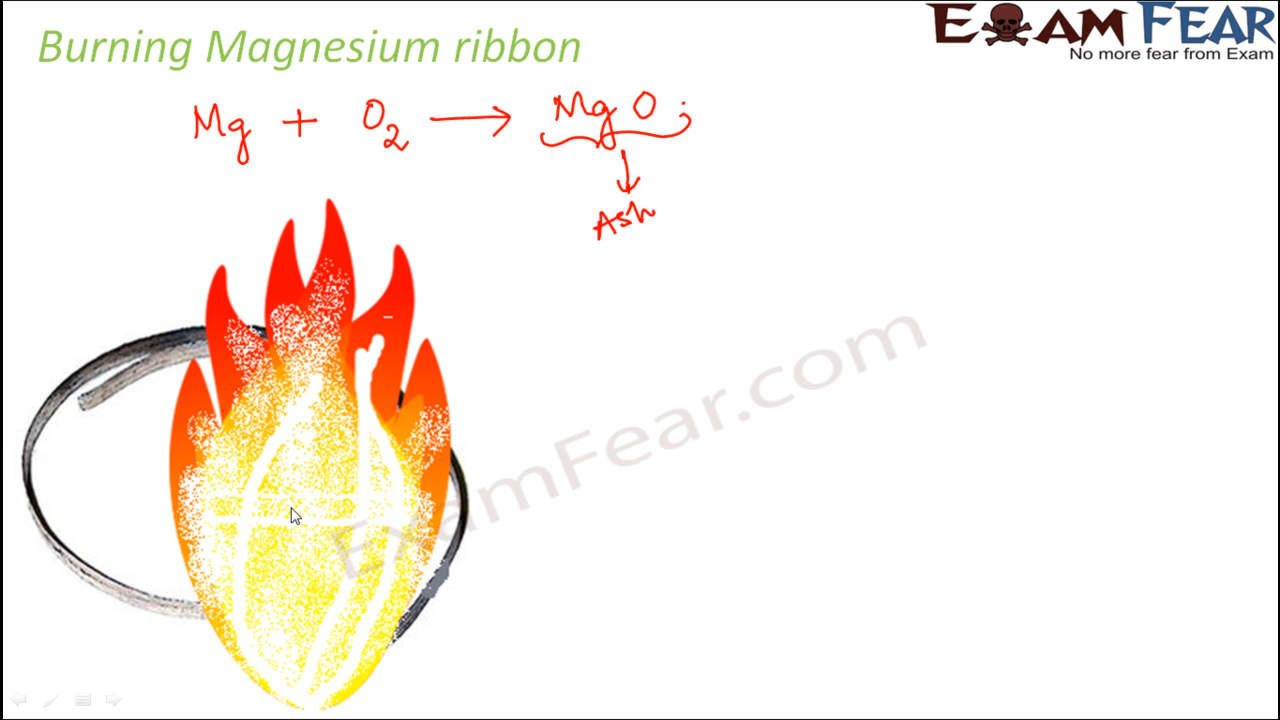 Burning Magnesium ribbon
EXAM FEAR
No more fear from Exam
Mg + O₂ → MgO;
Ash
ExamFear.com